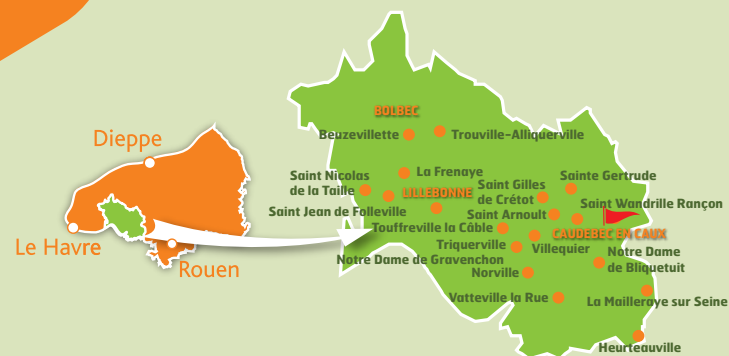 Dieppe
Le Havre
Rouen
BOLBEC
Beuzevillette
Trouville-Alliquerville
La Frenaye
Saint Nicolas
de la Taille
LILLEBONNE
Saint Jean de Folleville
Saint Gilles
de Crétot
Sainte Gertrude
Saint Wandrille Rançon
Saint Arnoult
Touffreville la Câble
CAUDEBEC EN CAUX
Triquerville
Villequier
Notre Dame de Gravenchon
Notre Dame
de Bliquetuit
Norville
Vatteville la Rue
La Mailleraye sur Seine
Heurteauville